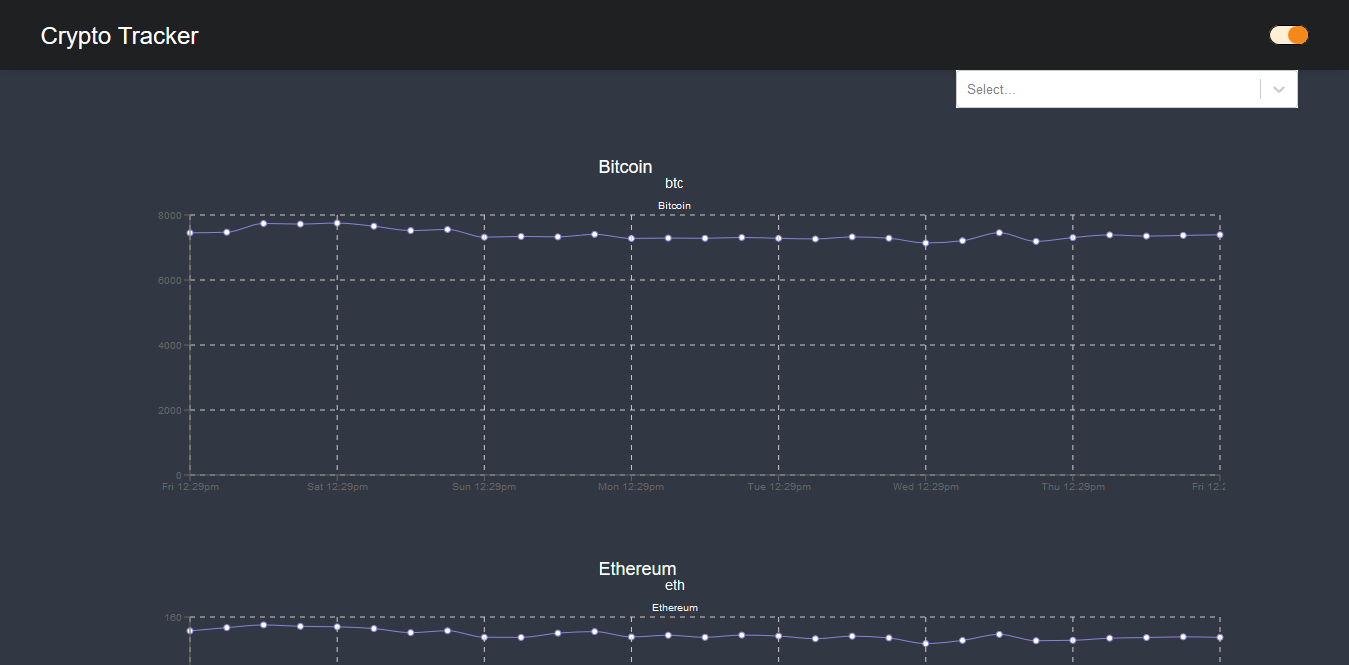 Crypto Tracker
Select...
Bitcoin
btc
Bitcoin
8000
6000
4000
2000
0
Fri 12:29pm Sat 12:29pm Sun 12:29pm Mon 12:29pm Tue 12:29pm Wed 12:29pm Thu 12:29pm Fri 12:2
Ethereum
eth
Ethereum
160